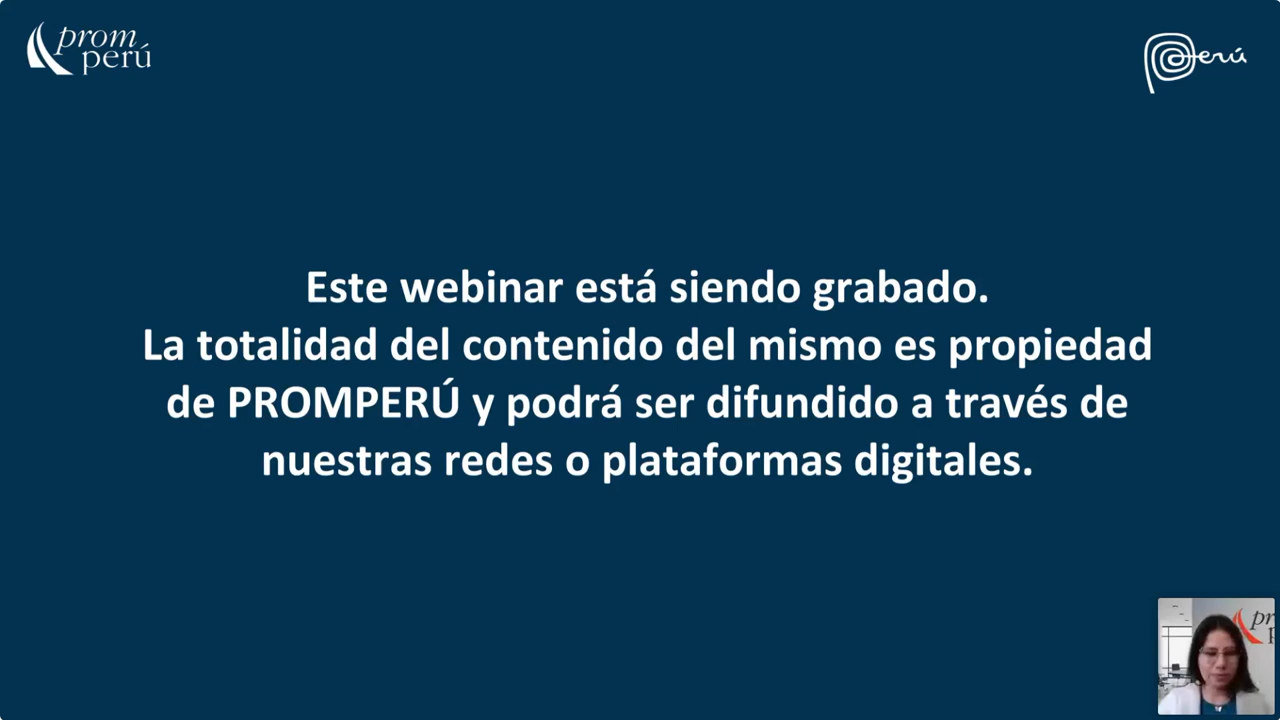 prom
perú
Perú
Este webinar está siendo grabado.
La totalidad del contenido del mismo es propiedad
de PROMPERÚ y podrá ser difundido a través de
nuestras redes o plataformas digitales.
pr